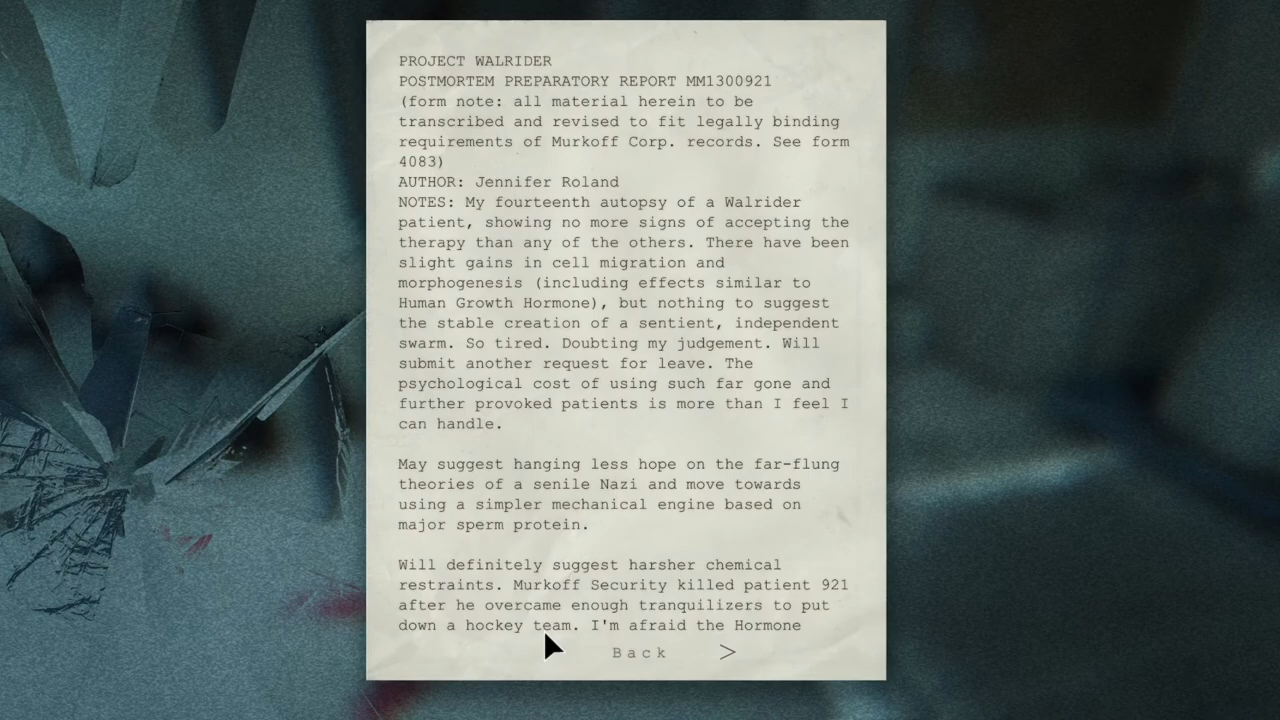 PROJECT WALRIDER
POSTMORTEM PREPARATORY REPORT MM1300921
(form note: all material herein to be
transcribed and revised to fit legally binding
requirements of Murkoff Corp. records. See form
4083)
AUTHOR: Jennifer Roland
NOTES: My fourteenth autopsy of a Walrider
patient, showing no more signs of accepting the
therapy than any of the others. There have been
slight gains in cell migration and
morphogenesis (including effects similar to
Human Growth Hormone), but nothing to suggest
the stable creation of a sentient, independent
swarm. So tired. Doubting my judgement. Will
submit another request for leave. The
psychological cost of using such far gone and
further provoked patients is more than I feel I
can handle.
May suggest hanging less hope on the far-flung
theories of a senile Nazi and move towards
using a simpler mechanical engine based on
major sperm protein.
Will definitely suggest harsher chemical
restraints. Murkoff Security killed patient 921
after he overcame enough tranquilizers to put
down a hockey team. I'm afraid the Hormone
Back >